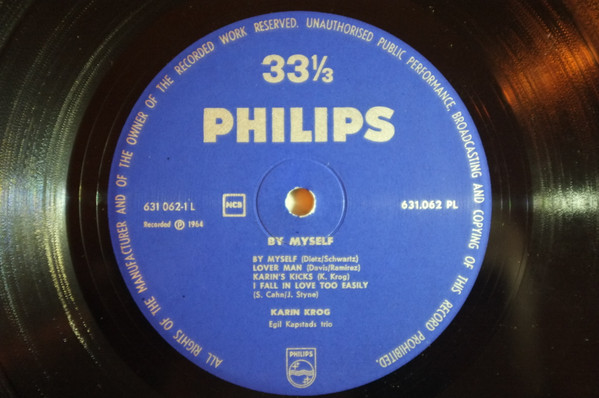 ALL RIGHTS OF THE MANUFACTURER AND OF THE OWNER OF THE RECORDED WORK RESERVED. UNAUTHORISED PUBLIC PERFORMANCE, BROADCASTING AND COPYING OF THIS RECORD PROHIBITED.
33⅓
PHILIPS
631 062-1 L
NCB
631.062 PL
Recorded ℗ 1964
BY MYSELF
BY MYSELF (Dietz/Schwartz)
LOVER MAN (Davis/Ramirez)
KARIN'S KICKS (K. Krog)
I FALL IN LOVE TOO EASILY
(S. Cahn/J. Styne)
KARIN KROG
Egil Kapstads trio
PHILIPS